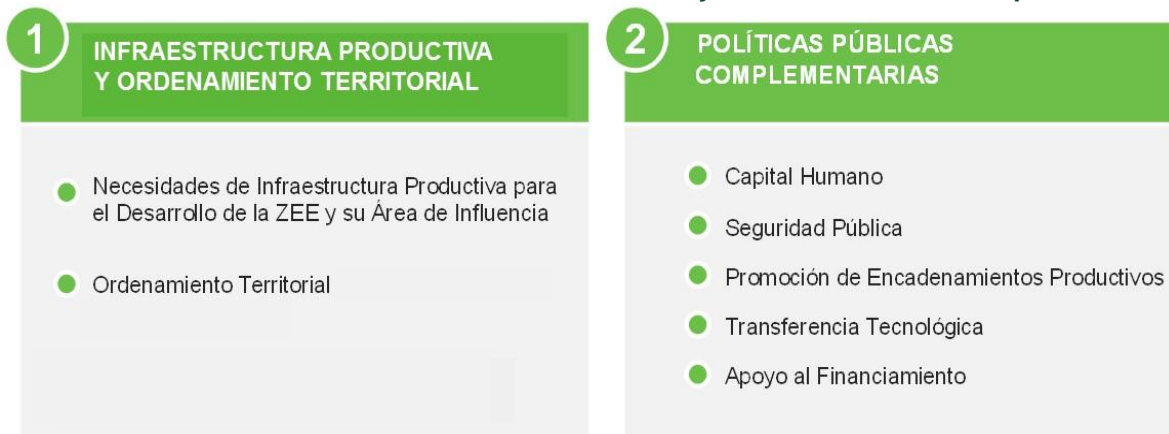 1
INFRAESTRUCTURA PRODUCTIVA
Y ORDENAMIENTO TERRITORIAL
Necesidades de Infraestructura Productiva para
el Desarrollo de la ZEE y su Área de Influencia
Ordenamiento Territorial
2
POLÍTICAS PÚBLICAS
COMPLEMENTARIAS
Capital Humano
Seguridad Pública
Promoción de Encadenamientos Productivos
Transferencia Tecnológica
Apoyo al Financiamiento